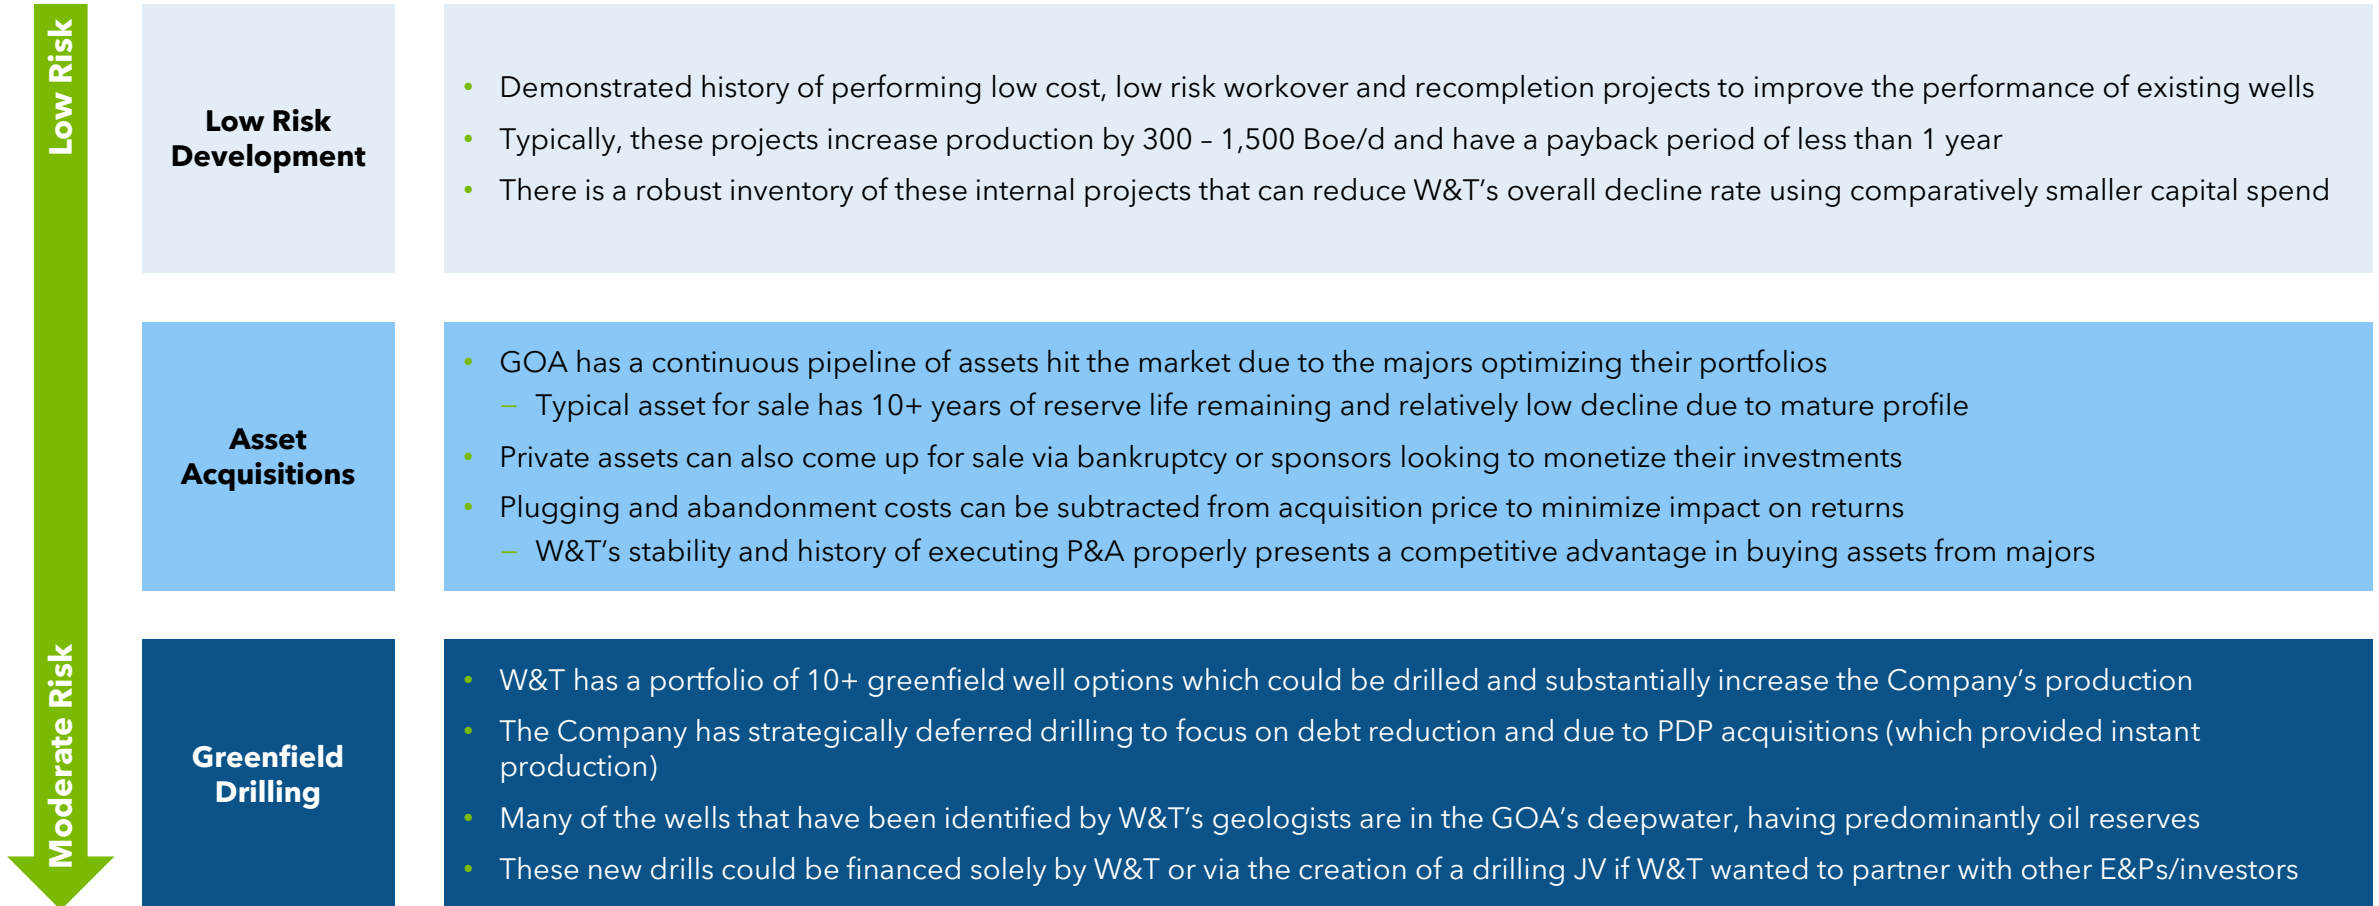 Low Risk
Low Risk
Development
• Demonstrated history of performing low cost, low risk workover and recompletion projects to improve the performance of existing wells
• Typically, these projects increase production by 300 – 1,500 Boe/d and have a payback period of less than 1 year
• There is a robust inventory of these internal projects that can reduce W&T’s overall decline rate using comparatively smaller capital spend
Asset
Acquisitions
• GOA has a continuous pipeline of assets hit the market due to the majors optimizing their portfolios
– Typical asset for sale has 10+ years of reserve life remaining and relatively low decline due to mature profile
• Private assets can also come up for sale via bankruptcy or sponsors looking to monetize their investments
• Plugging and abandonment costs can be subtracted from acquisition price to minimize impact on returns
– W&T’s stability and history of executing P&A properly presents a competitive advantage in buying assets from majors
Moderate Risk
Greenfield
Drilling
• W&T has a portfolio of 10+ greenfield well options which could be drilled and substantially increase the Company’s production
• The Company has strategically deferred drilling to focus on debt reduction and due to PDP acquisitions (which provided instant
production)
• Many of the wells that have been identified by W&T’s geologists are in the GOA’s deepwater, having predominantly oil reserves
• These new drills could be financed solely by W&T or via the creation of a drilling JV if W&T wanted to partner with other E&Ps/investors